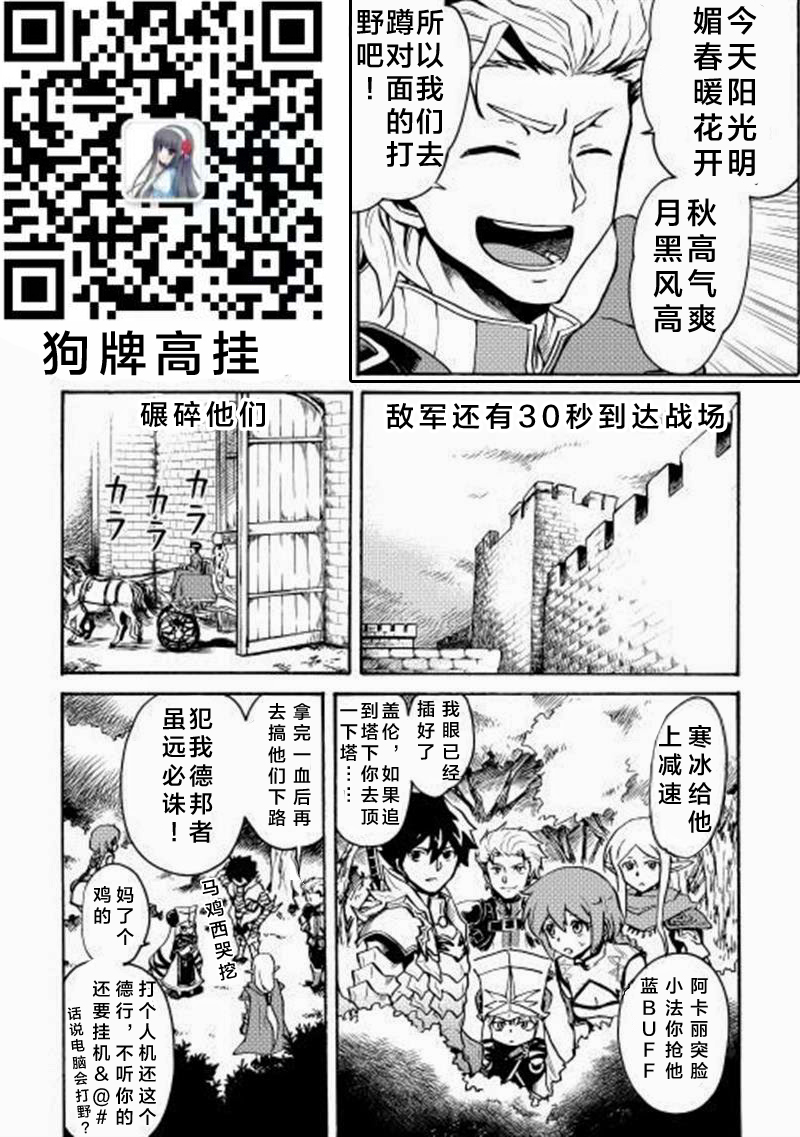 今天阳光明
媚春暖花开
秋高气爽
月黑风高
所以我们去
蹲对面的打
野吧！
狗牌高挂
敌军还有30秒到达战场
碾碎他们
カラ
カラ
カラ
寒冰给他
上减速
我眼已经
插好了
盖伦，如果追
到塔下你去顶
一下塔……
阿卡丽突脸
小法你抢他
蓝BUFF
拿完一血后再
去搞他们下路
犯我德邦者
虽远必诛！
马鸡西哭挖
妈了个
鸡的
打个人机还这个
德行，不听你的
还要挂机&@#
话说电脑会打野？